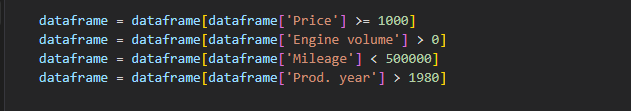 dataframe = dataframe[dataframe['Price'] >= 1000]
dataframe = dataframe[dataframe['Engine volume'] > 0]
dataframe = dataframe[dataframe['Mileage'] < 500000]
dataframe = dataframe[dataframe['Prod. year'] > 1980]